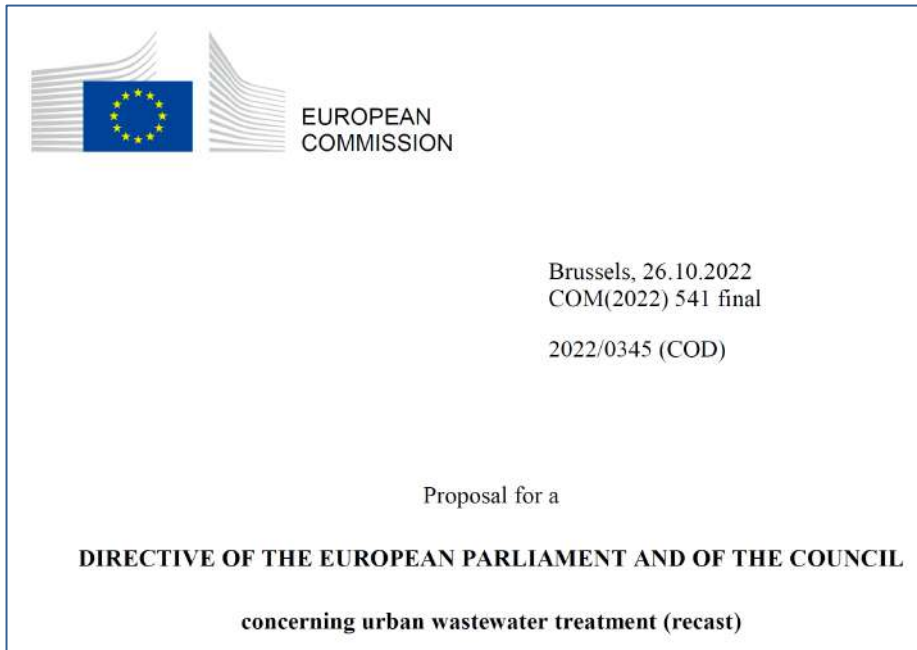 EUROPEAN
COMMISSION
Brussels, 26.10.2022
COM(2022) 541 final
2022/0345 (COD)
Proposal for a
DIRECTIVE OF THE EUROPEAN PARLIAMENT AND OF THE COUNCIL
concerning urban wastewater treatment (recast)